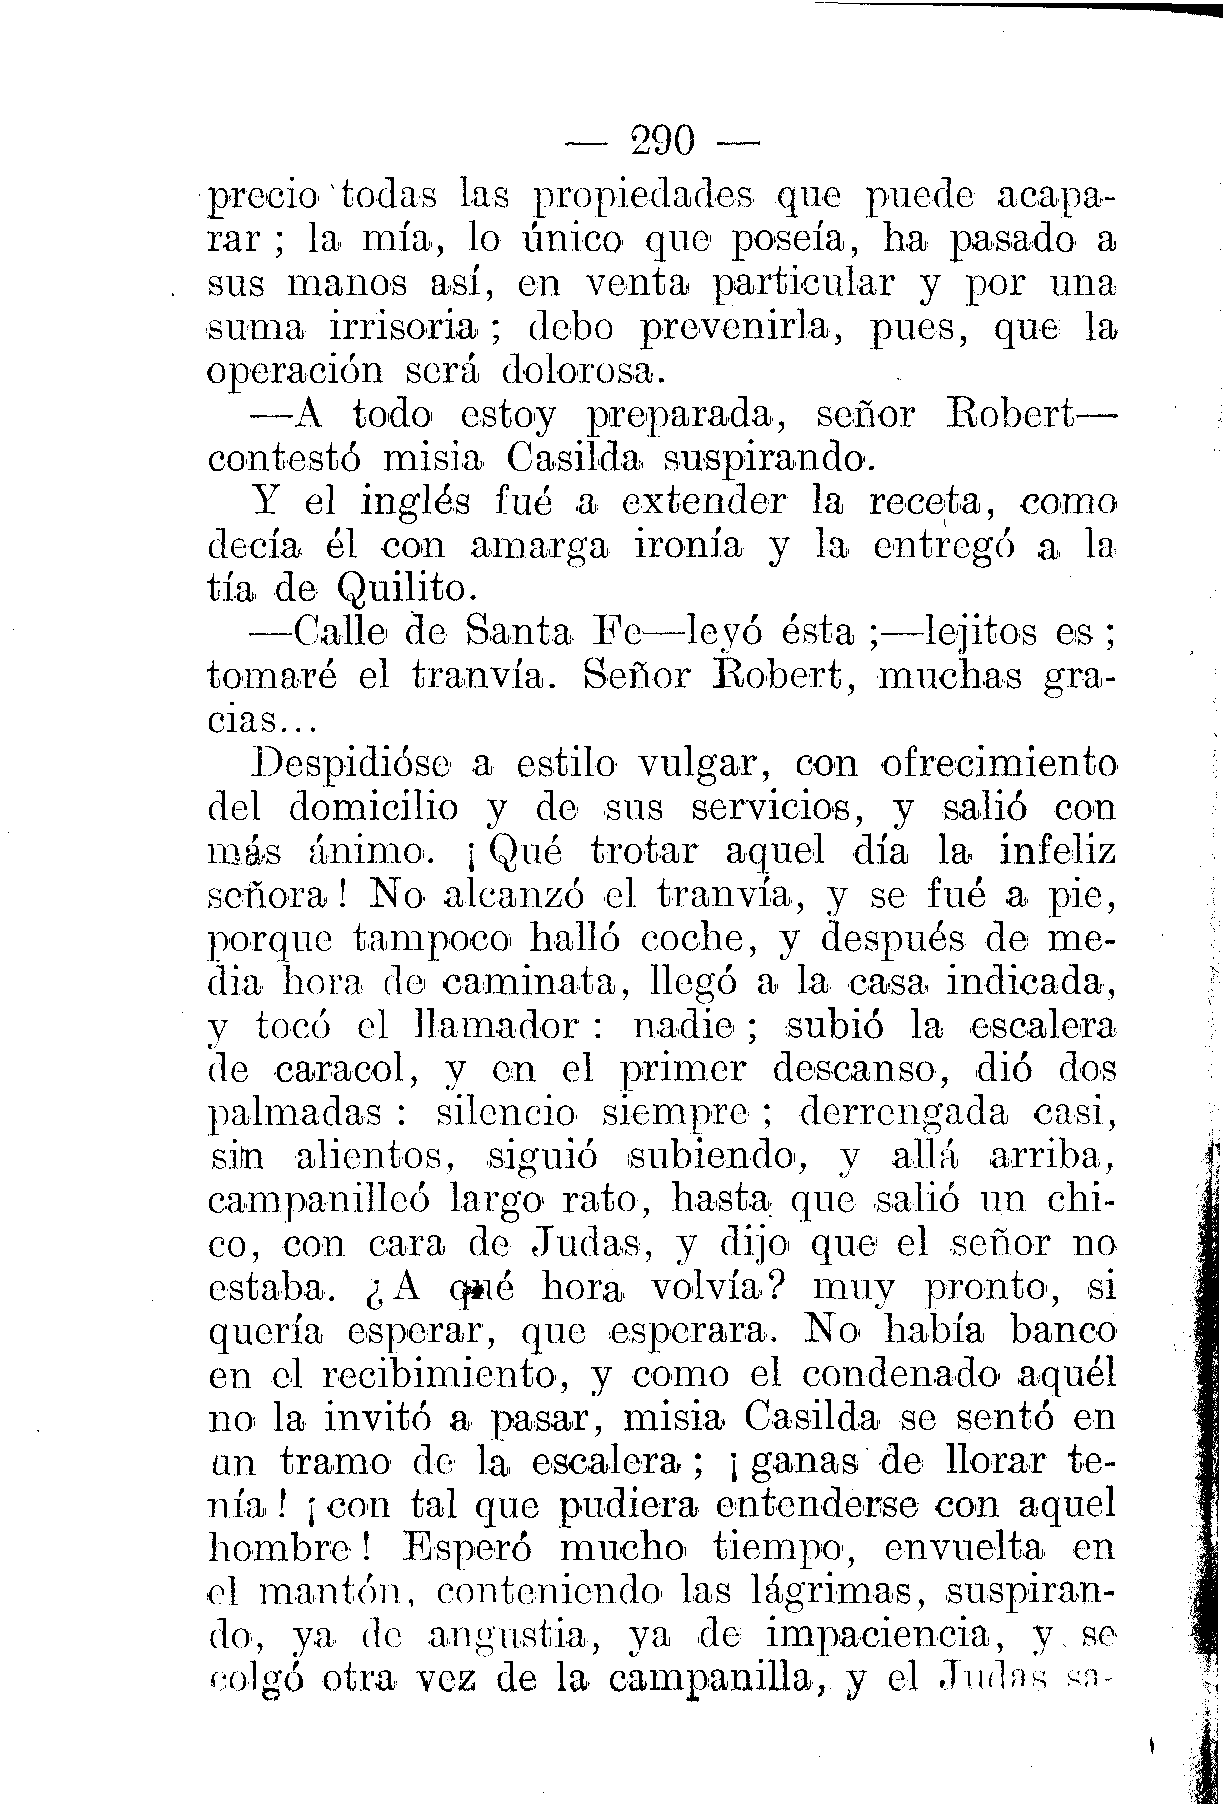 — 290 —
precio todas las propiedades que puede acapa-
rar ; la mía, lo único que poseía, ha pasado a
sus manos así, en venta particular y por una
suma irrisoria ; debo prevenirla, pues, que la
operación será dolorosa.
—A todo estoy preparada, señor Robert—
contestó misia Casilda suspirando.
Y el inglés fué a extender la receta, como
decía él con amarga ironía y la entregó a la
tía de Quilito.
—Calle de Santa Fe—leyó ésta ;—lejitos es ;
tomaré el tranvía. Señor Robert, muchas gra-
cias...
Despidióse a estilo vulgar, con ofrecimiento
del domicilio y de sus servicios, y salió con
más ánimo. ¡ Qué trotar aquel día la infeliz
señora ! No alcanzó el tranvía, y se fué a pie,
porque tampoco halló coche, y después de me-
dia hora de caminata, llegó a la casa indicada,
y tocó el llamador : nadie ; subió la escalera
de caracol, y en el primer descanso, dió dos
palmadas : silencio siempre ; derrengada casi,
sin alientos, siguió subiendo, y allá arriba,
campanilleó largo rato, hasta que salió un chi-
co, con cara de Judas, y dijo que el señor no
estaba. ¿ A qué hora volvía? muy pronto, si
quería esperar, que esperara. No había banco
en el recibimiento, y como el condenado aquél
no la invitó a pasar, misia Casilda se sentó en
un tramo de la escalera ; ¡ ganas de llorar te-
nía ! ¡ con tal que pudiera entenderse con aquel
hombre ! Esperó mucho tiempo, envuelta en
el mantón, conteniendo las lágrimas, suspiran-
do, ya de angustia, ya de impaciencia, y se
colgó otra vez de la campanilla, y el Judas sa-